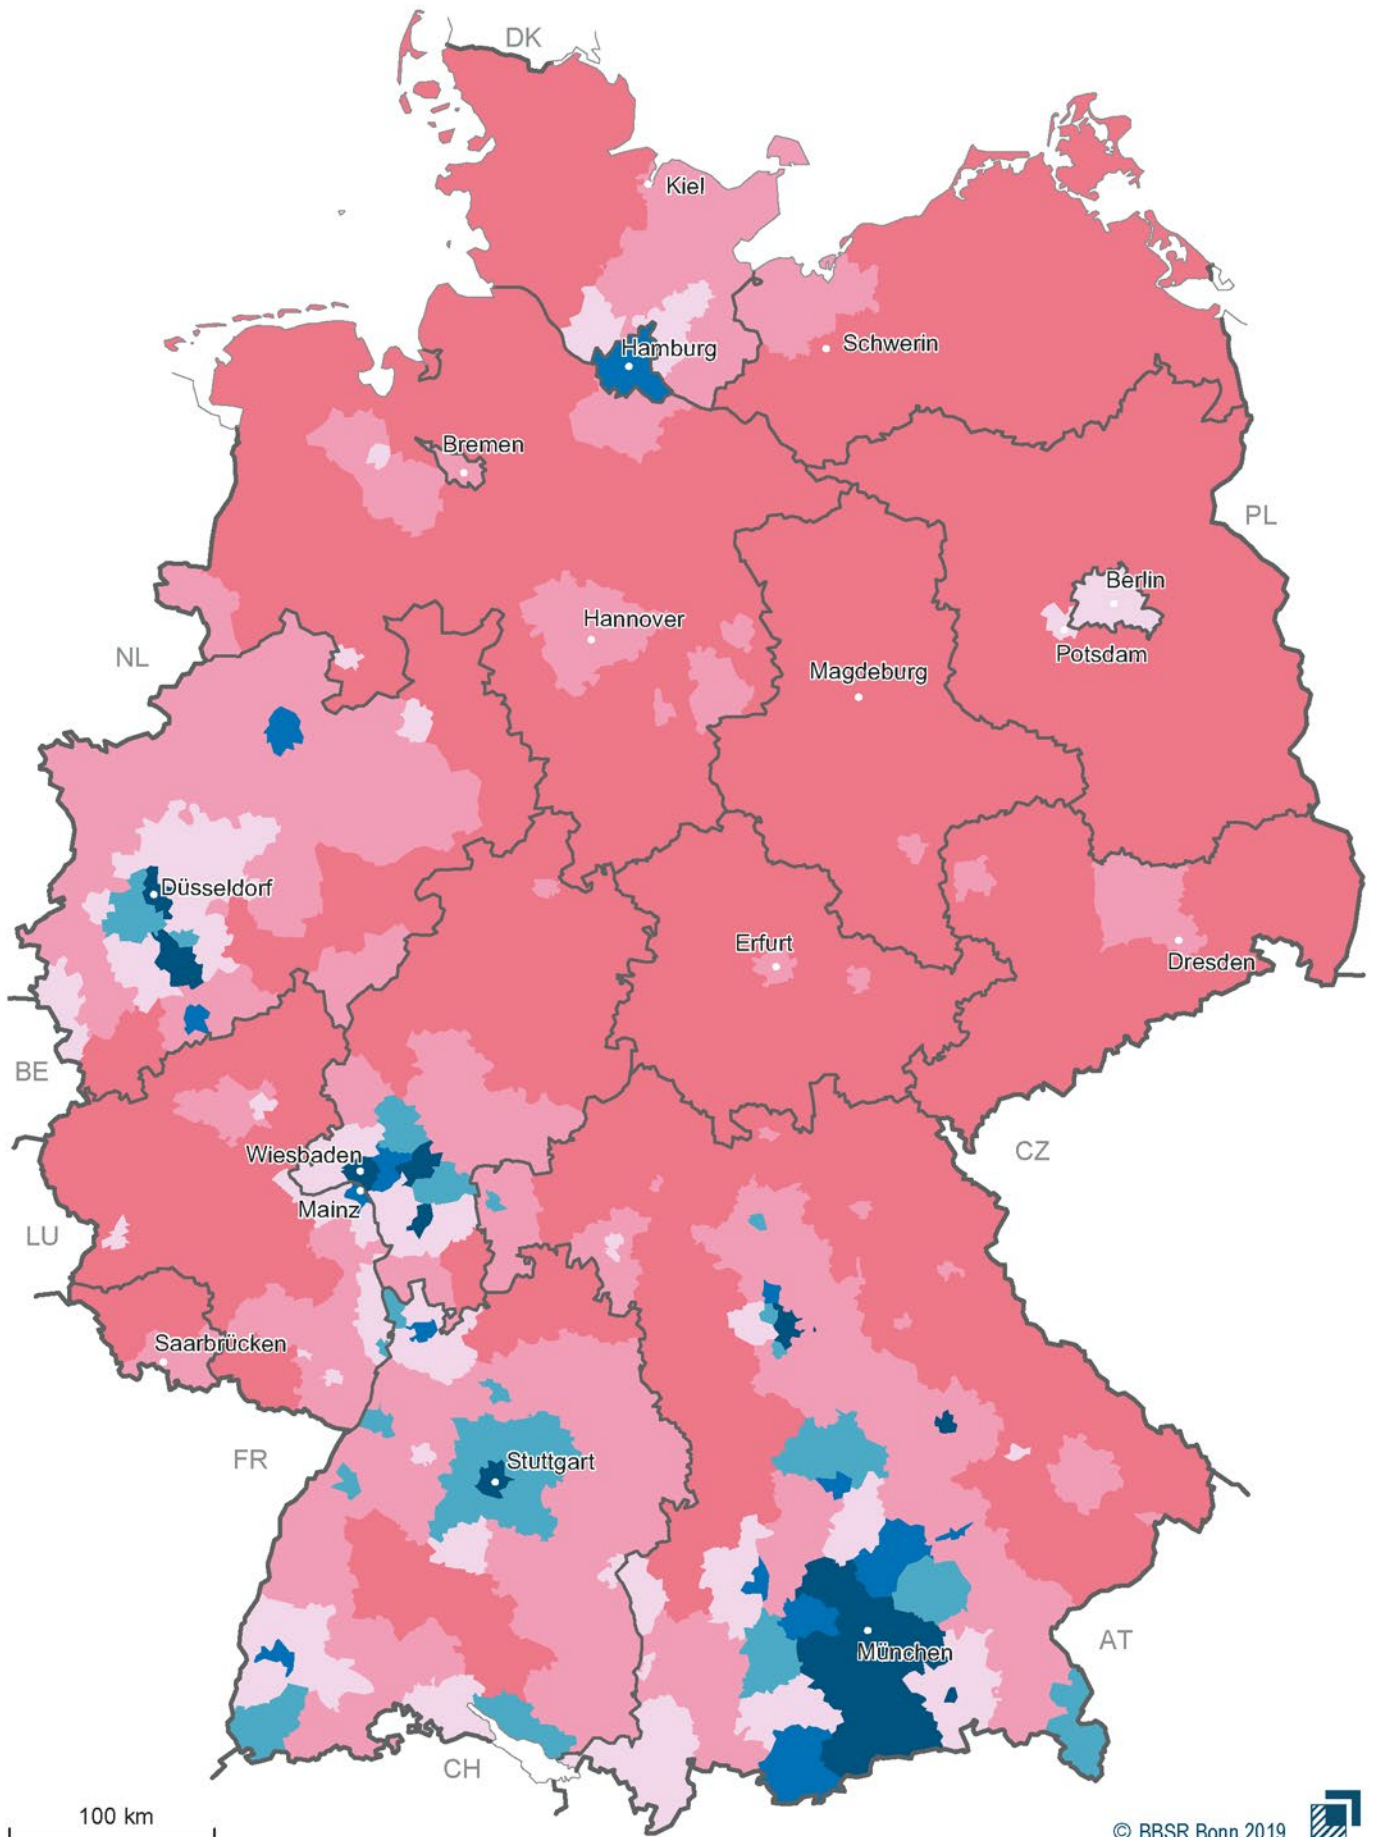 DK
Kiel
Hamburg
Schwerin
Bremen
PL
Berlin
Hannover
NL
Potsdam
Magdeburg
Düsseldorf
Erfurt
Dresden
BE
CZ
Wiesbaden
Mainz
LU
Saarbrücken
FR
Stuttgart
AT
München
CH
100 km
© BBSR Bonn 2019